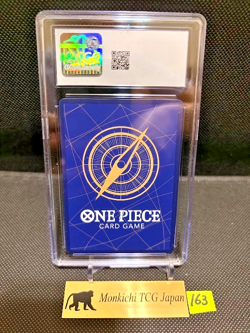 ONE PIECE
CARD GAME
Monkichi TCG Japan
163